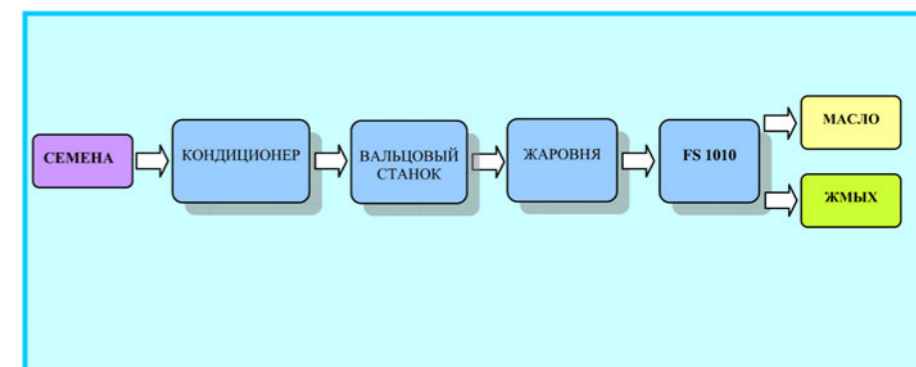 СЕМЕНА
КОНДИЦИОНЕР
ВАЛЬЦОВЫЙ
СТАНОК
ЖАРОВНЯ
FS 1010
МАСЛО
ЖМЫХ